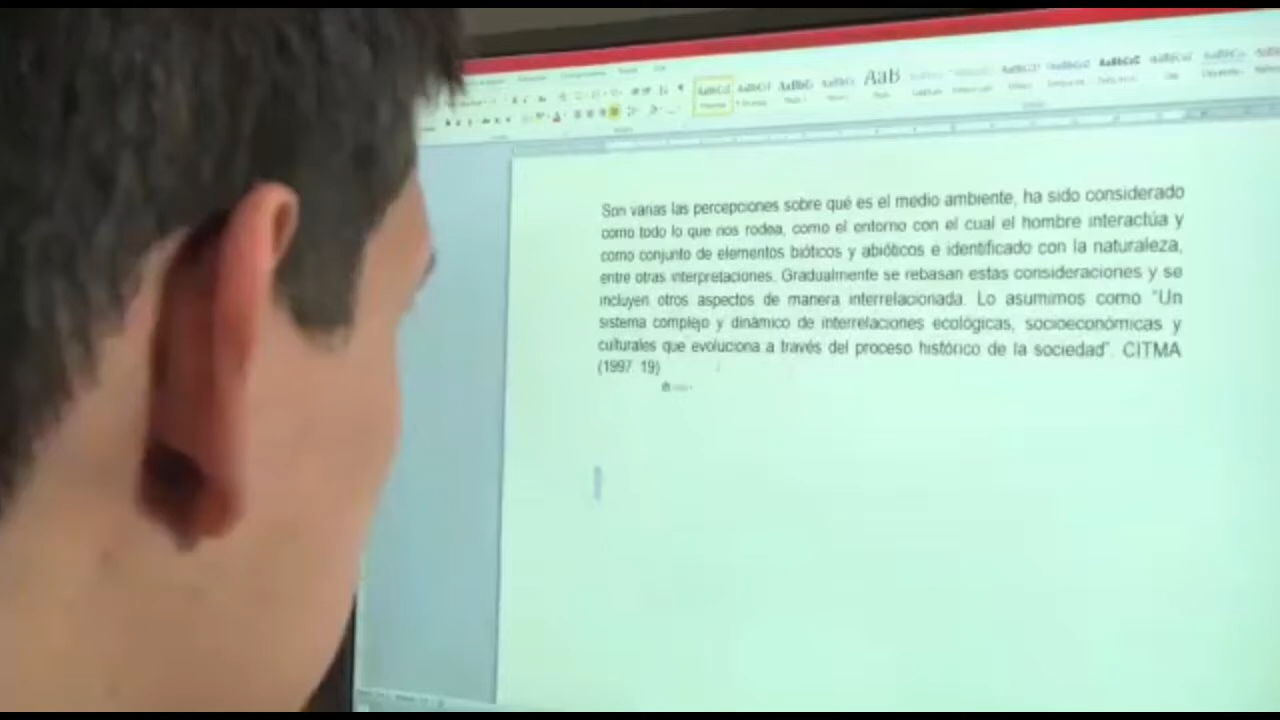 AaB
Son varias las percepciones sobre qué es el medio ambiente, ha sido considerado
como todo lo que nos rodea, como el entorno con el cual el hombre interactúa y
como conjunto de elementos bióticos y abióticos e identificado con la naturaleza,
entre otras interpretaciones. Gradualmente se rebasan estas consideraciones y se
incluyen otros aspectos de manera interrelacionada. Lo asumimos como "Un
sistema complejo y dinámico de interrelaciones ecológicas, socioeconómicas y
culturales que evoluciona a través del proceso histórico de la sociedad". CITMA
(1997 19)